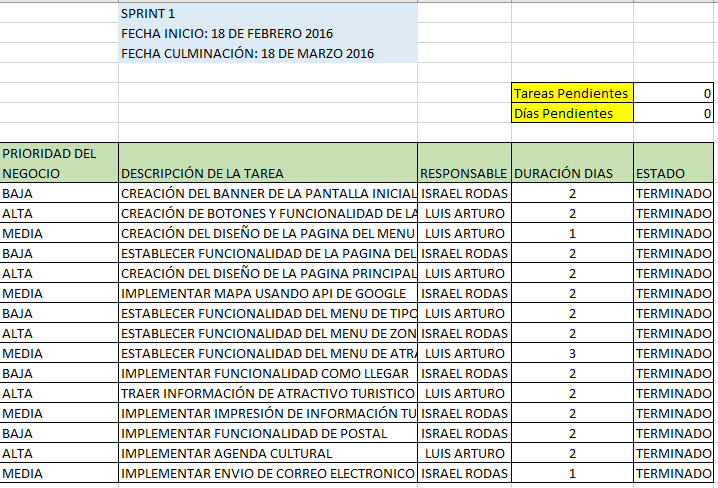 SPRINT 1
FECHA INICIO: 18 DE FEBRERO 2016
FECHA CULMINACIÓN: 18 DE MARZO 2016
Tareas Pendientes 0
Días Pendientes 0
PRIORIDAD DEL
NEGOCIO DESCRIPCIÓN DE LA TAREA RESPONSABLE DURACIÓN DIAS ESTADO
BAJA CREACIÓN DEL BANNER DE LA PANTALLA INICIAL ISRAEL RODAS 2 TERMINADO
ALTA CREACIÓN DE BOTONES Y FUNCIONALIDAD DE LA LUIS ARTURO 2 TERMINADO
MEDIA CREACIÓN DEL DISEÑO DE LA PAGINA DEL MENU LUIS ARTURO 1 TERMINADO
BAJA ESTABLECER FUNCIONALIDAD DE LA PAGINA DEL ISRAEL RODAS 2 TERMINADO
ALTA CREACIÓN DEL DISEÑO DE LA PAGINA PRINCIPAL LUIS ARTURO 2 TERMINADO
MEDIA IMPLEMENTAR MAPA USANDO API DE GOOGLE ISRAEL RODAS 2 TERMINADO
BAJA ESTABLECER FUNCIONALIDAD DEL MENU DE TIPO LUIS ARTURO 2 TERMINADO
ALTA ESTABLECER FUNCIONALIDAD DEL MENU DE ZON ISRAEL RODAS 2 TERMINADO
MEDIA ESTABLECER FUNCIONALIDAD DEL MENU DE ATRA LUIS ARTURO 3 TERMINADO
BAJA IMPLEMENTAR FUNCIONALIDAD COMO LLEGAR ISRAEL RODAS 2 TERMINADO
ALTA TRAER INFORMACIÓN DE ATRACTIVO TURISTICO LUIS ARTURO 2 TERMINADO
MEDIA IMPLEMENTAR IMPRESIÓN DE INFORMACIÓN TU ISRAEL RODAS 2 TERMINADO
BAJA IMPLEMENTAR FUNCIONALIDAD DE POSTAL ISRAEL RODAS 2 TERMINADO
ALTA IMPLEMENTAR AGENDA CULTURAL LUIS ARTURO 2 TERMINADO
MEDIA IMPLEMENTAR ENVIO DE CORREO ELECTRONICO ISRAEL RODAS 1 TERMINADO